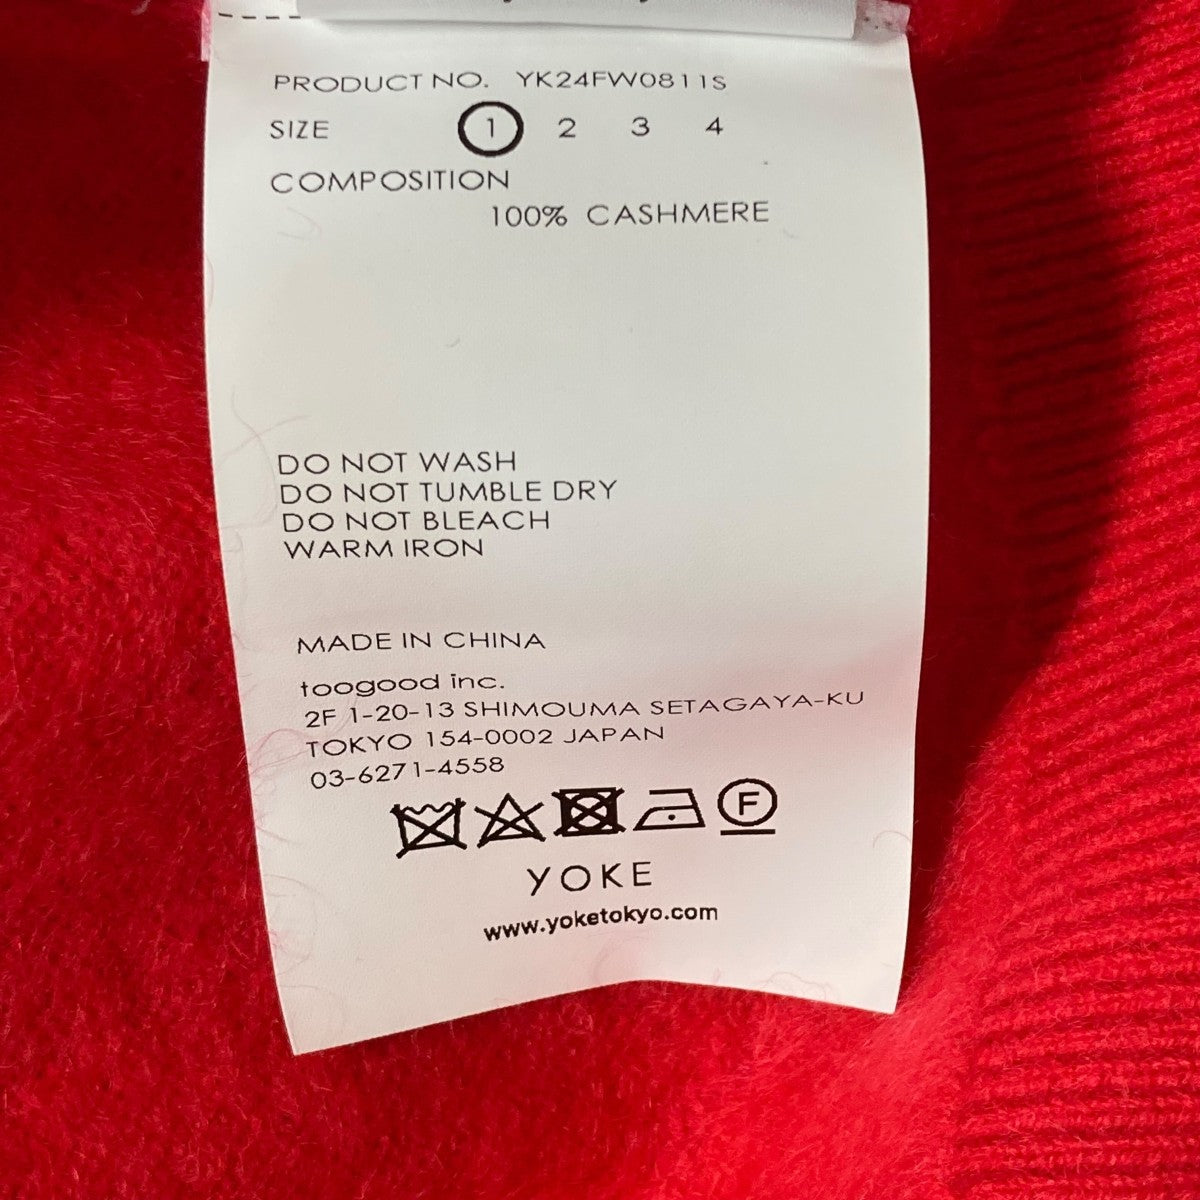 PRODUCT NO. YK24FW0811S
SIZE 1 2 3 4
COMPOSITION
100% CASHMERE
DO NOT WASH
DO NOT TUMBLE DRY
DO NOT BLEACH
WARM IRON
MADE IN CHINA
toogood inc.
2F 1-20-13 SHIMOUMA SETAGAYA-KU
TOKYO 154-0002 JAPAN
03-6271-4558
F
YOKE
www.yoketokyo.com